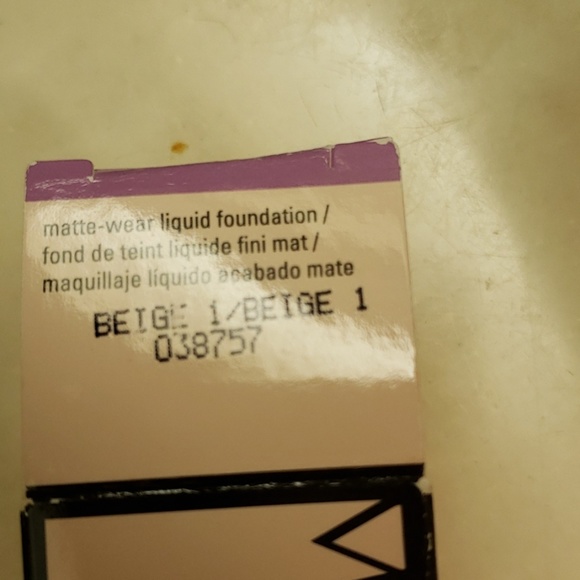 matte-wear liquid foundation /
fond de teint liquide fini mat /
maquillaje líquido acabado mate
BEIGE 1/BEIGE 1
038757